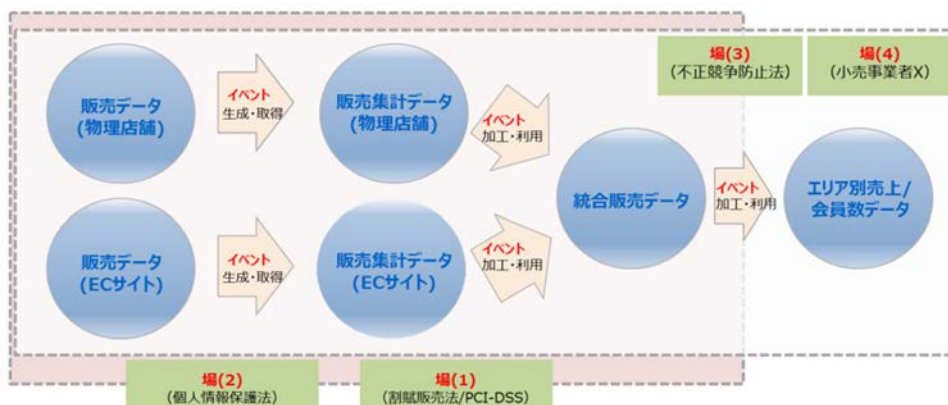 場(3)
(不正競争防止法)
場(4)
(小売事業者X)
販売データ
(物理店舗)
イベント
生成・取得
販売集計データ
(物理店舗)
イベント
加工・利用
統合販売データ
イベント
加工・利用
エリア別売上/
会員数データ
販売データ
(ECサイト)
イベント
生成・取得
販売集計データ
(ECサイト)
イベント
加工・利用
場(2)
(個人情報保護法)
場(1)
(割賦販売法/PCI-DSS)